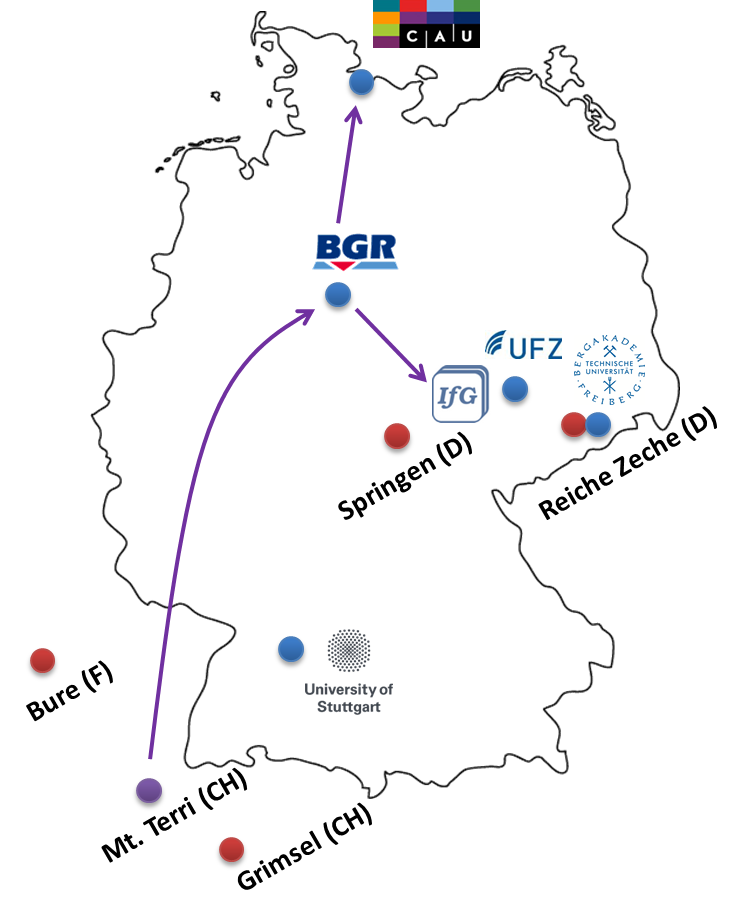 C A U
BGR
UFZ
BERGAKADEMIE
TECHNISCHE
UNIVERSITÄT
FREIBERG
IfG
Springen (D)
Reiche Zeche (D)
Bure (F)
University of
Stuttgart
Mt. Terri (CH)
Grimsel (CH)